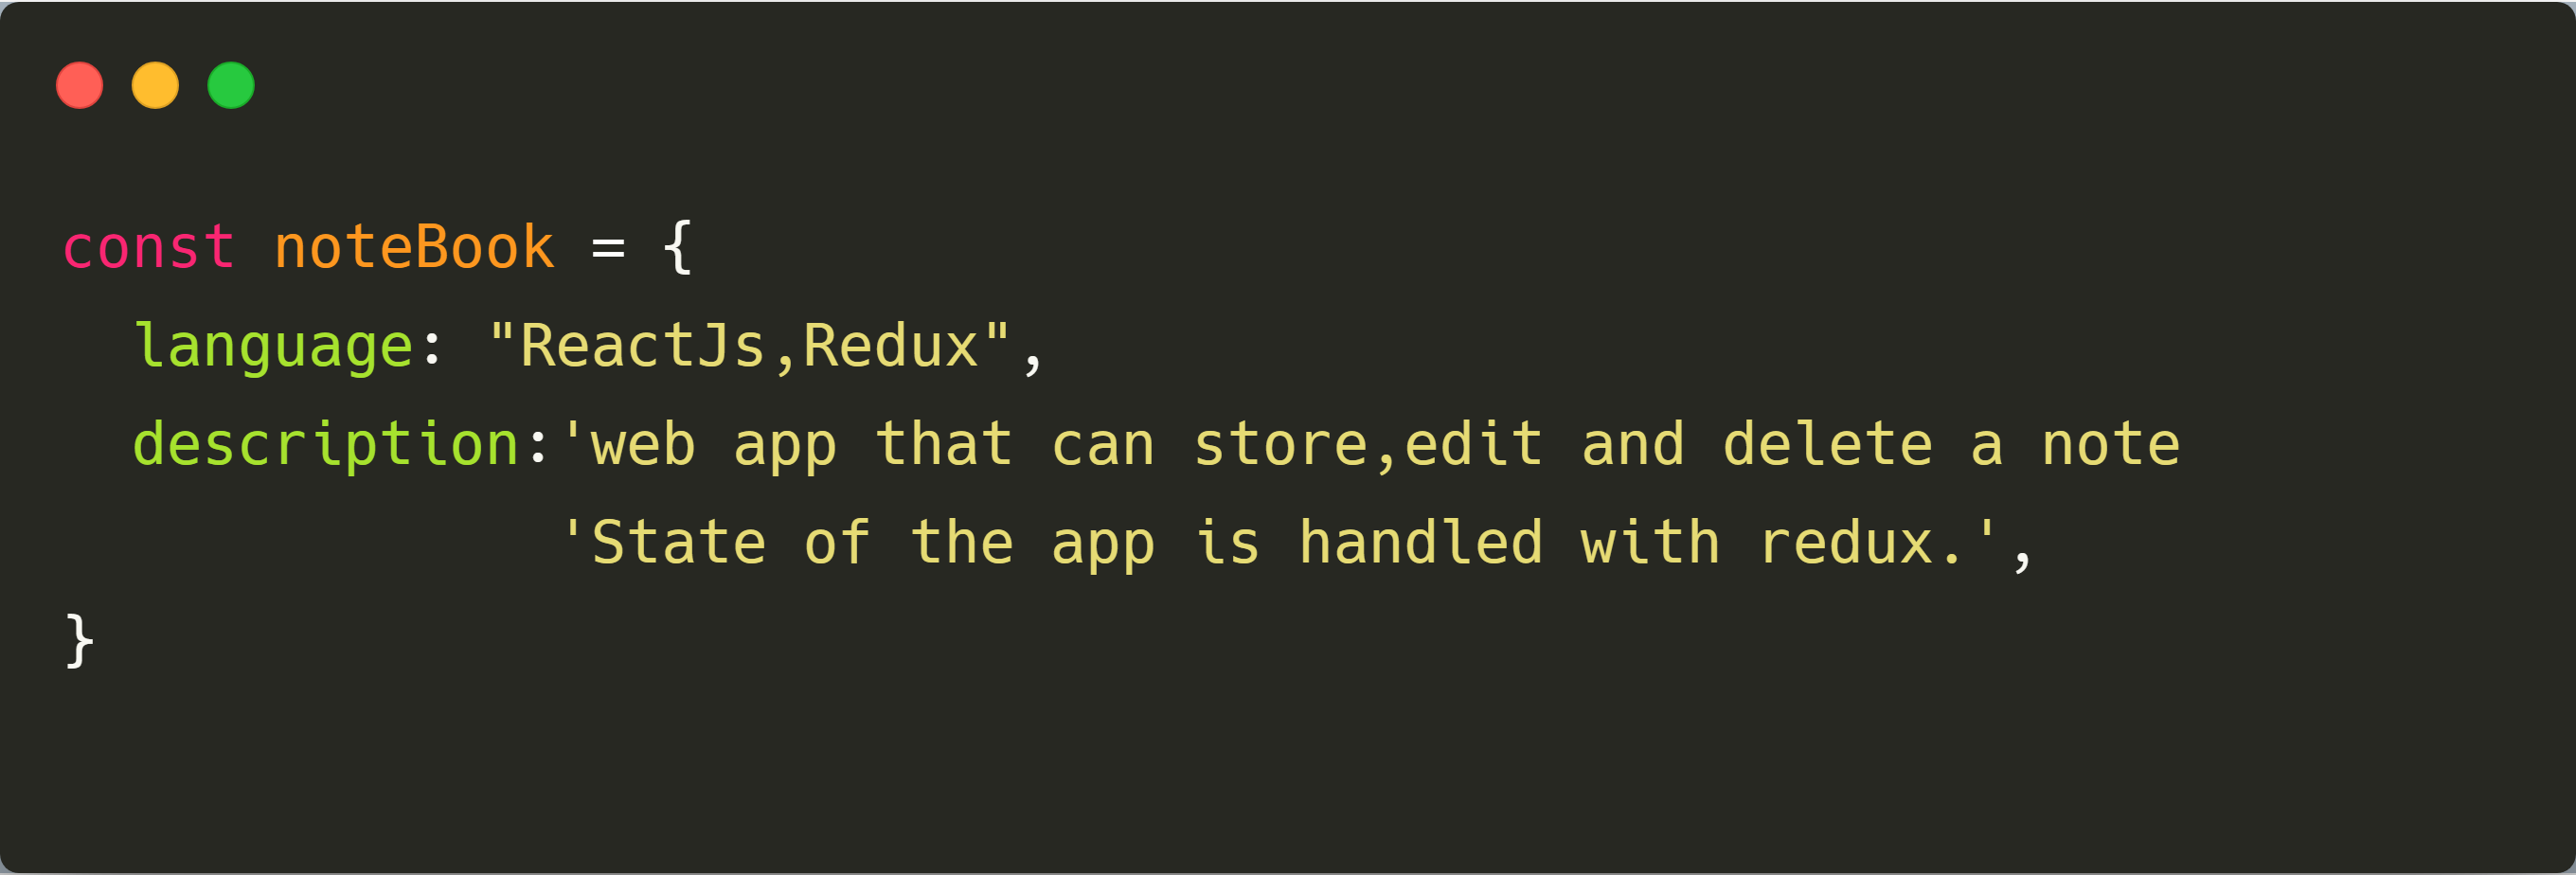 const noteBook = {
  language: "ReactJs,Redux",
  description:'web app that can store,edit and delete a note
              'State of the app is handled with redux.',
}